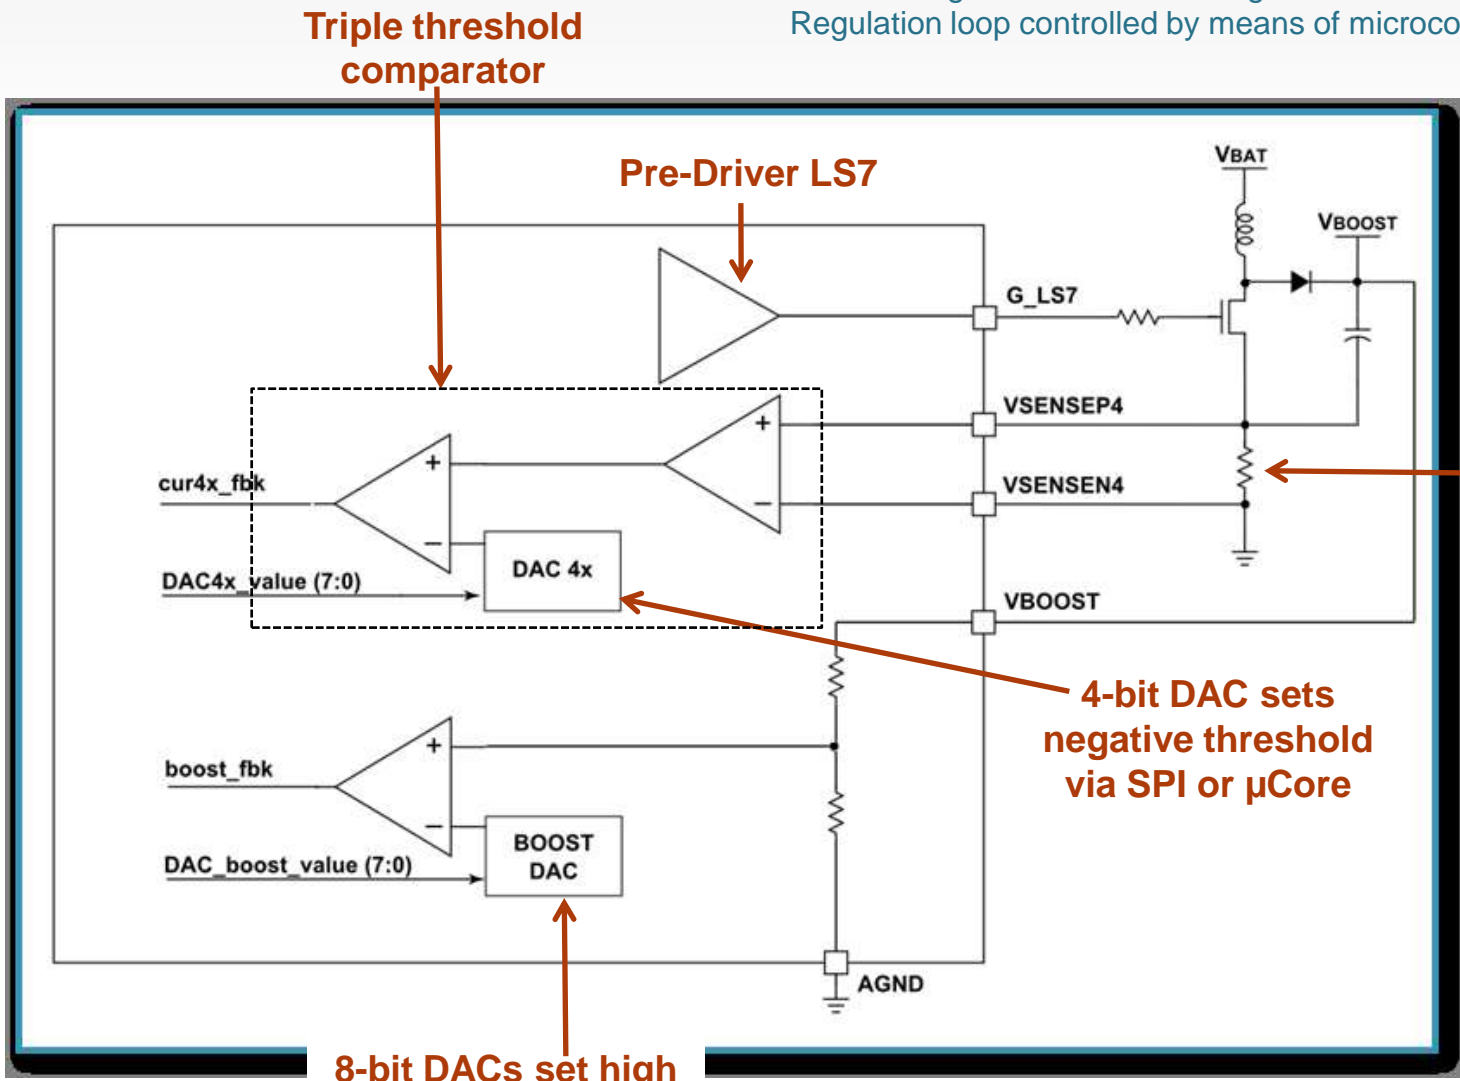 Regulation loop controlled by means of
Triple threshold
comparator
Pre-Driver LS7
VBAT
VBOOST
G_LS7
VSENSEP4
cur4x_fbk
VSENSEN4
DAC 4x
DAC4x_value (7:0)
VBOOST
4-bit DAC sets
negative threshold
via SPI or µCore
boost_fbk
BOOST
DAC
DAC_boost_value (7:0)
AGND
8-bit DACs set high